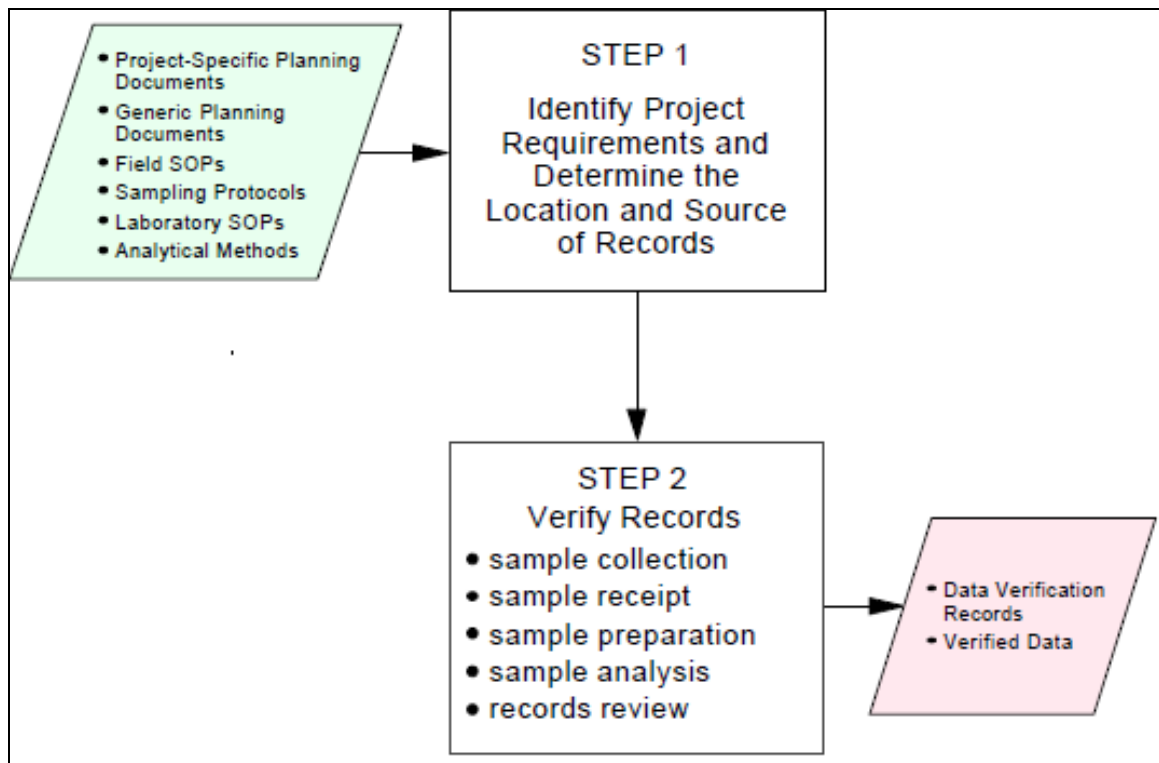 • Project-Specific Planning
Documents
• Generic Planning
Documents
• Field SOPs
• Sampling Protocols
• Laboratory SOPs
• Analytical Methods
STEP 1
Identify Project
Requirements and
Determine the
Location and Source
of Records
STEP 2
Verify Records
• sample collection
• sample receipt
• sample preparation
• sample analysis
• records review
• Data Verification
Records
• Verified Data